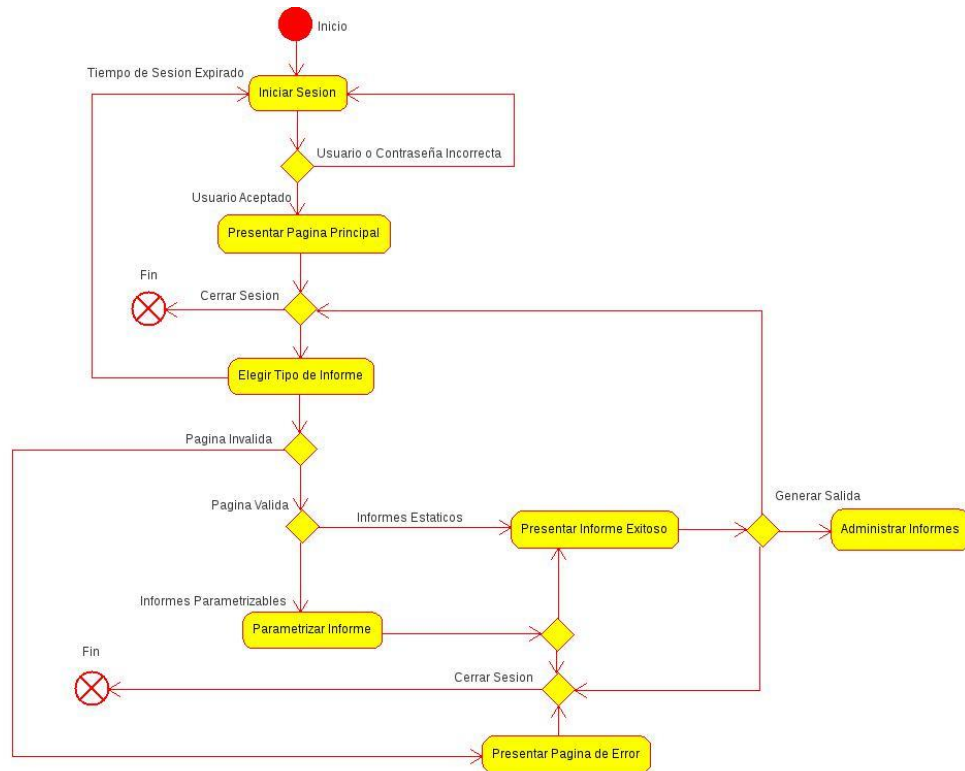 Inicio
Tiempo de Sesion Expirado
Iniciar Sesion
Usuario o Contraseña Incorrecta
Usuario Aceptado
Presentar Pagina Principal
Fin
Cerrar Sesion
Elegir Tipo de Informe
Pagina Invalida
Pagina Valida
Informes Estaticos
Generar Salida
Presentar Informe Exitoso
Administrar Informes
Informes Parametrizables
Parametrizar Informe
Fin
Cerrar Sesion
Presentar Pagina de Error